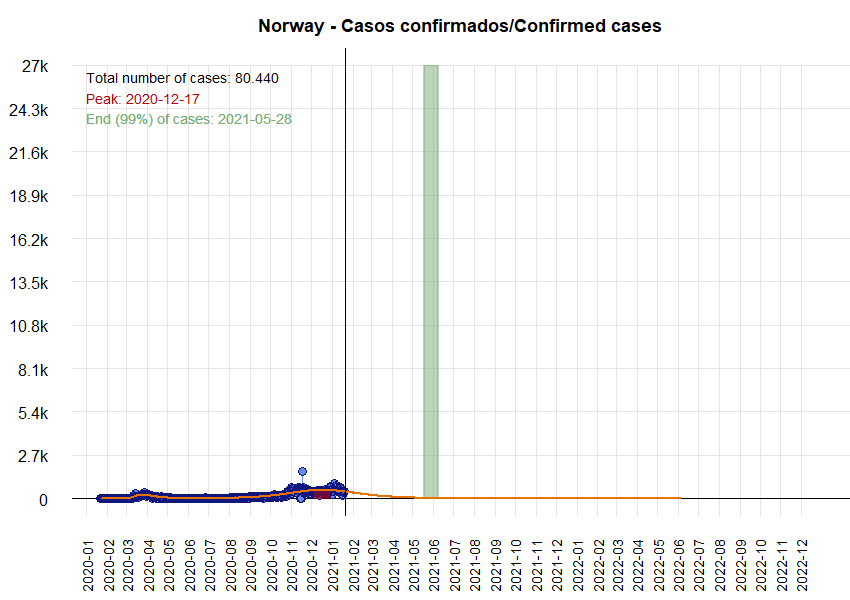 Norway - Casos confirmados/Confirmed cases
27k
Total number of cases: 80.440
Peak: 2020-12-17
24.3k
End (99%) of cases: 2021-05-28
21.6k
18.9k
16.2k
13.5k
10.8k
8.1k
5.4k
2.7k
0
2020-01
2020-02
2020-03
2020-04
2020-05
2020-06
2020-07
2020-08
2020-09
2020-10
2020-11
2020-12
2021-01
2021-02
2021-03
2021-04
2021-05
2021-06
2021-07
2021-08
2021-09
2021-10
2021-11
2021-12
2022-01
2022-02
2022-03
2022-04
2022-05
2022-06
2022-07
2022-08
2022-09
2022-10
2022-11
2022-12